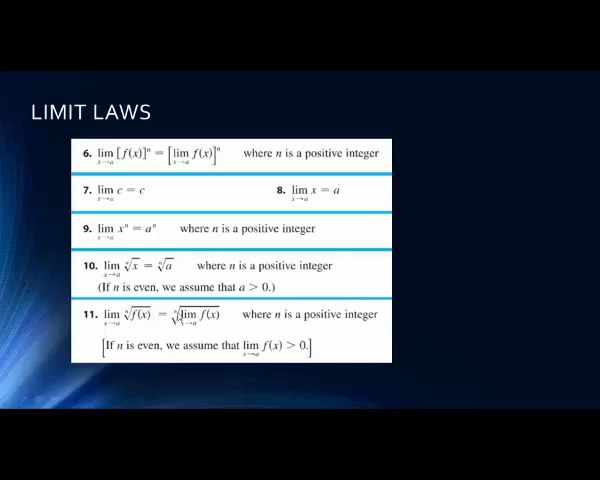 LIMIT LAWS
6. lim x→a [f(x)]ⁿ = [lim x→a f(x)]ⁿ where n is a positive integer
7. lim x→a c = c 8. lim x→a x = a
9. lim x→a xⁿ = aⁿ where n is a positive integer
10. lim x→a ⁿ√x = ⁿ√a where n is a positive integer
(If n is even, we assume that a > 0.)
11. lim x→a ⁿ√f(x) = ⁿ√lim x→a f(x) where n is a positive integer
[If n is even, we assume that lim x→a f(x) > 0.]